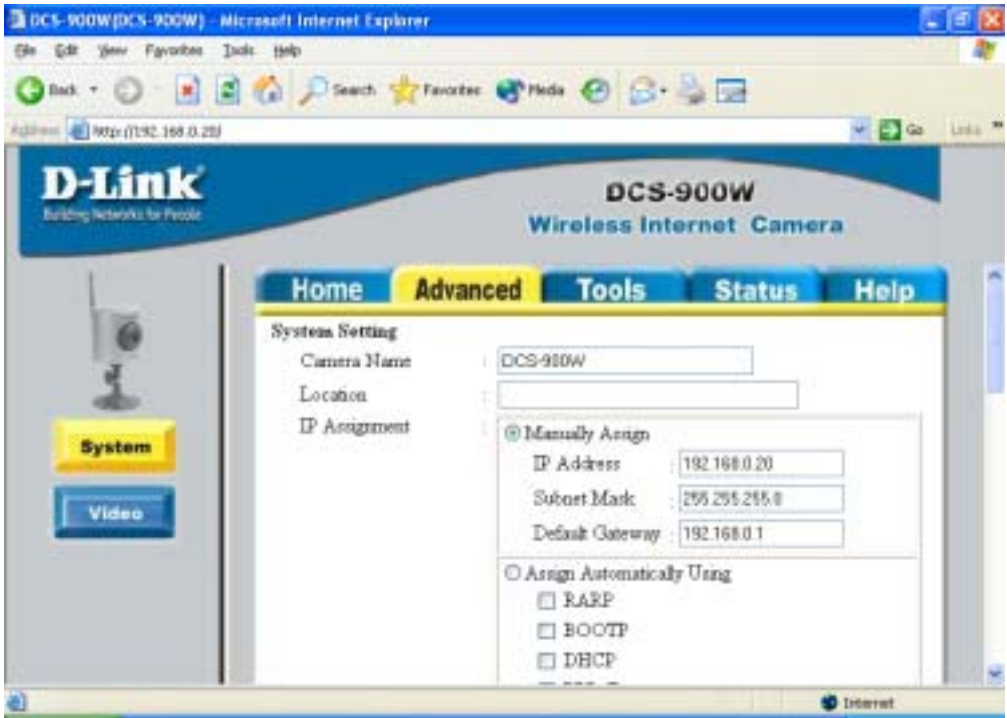 DCS-900W(DCS-900W) - Microsoft Internet Explorer
File Edit View Favorites Tools Help
Back Search Favorites Media
Address http://192.168.0.20/ Go Links »
D-Link
Building Networks for People
DCS-900W
Wireless Internet Camera
Home Advanced Tools Status Help
System Setting
Camera Name : DCS-900W
Location :
IP Assignment :
Manually Assign
IP Address : 192.168.0.20
Subnet Mask : 255.255.255.0
Default Gateway : 192.168.0.1
Assign Automatically Using
RARP
BOOTP
DHCP
System
Video
Internet